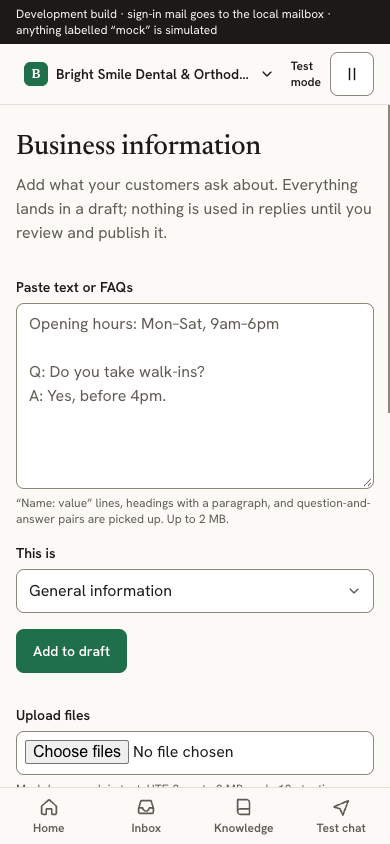 Development build · sign-in mail goes to the local mailbox ·
anything labelled “mock” is simulated
B
Bright Smile Dental & Orthod...
Test
mode
Business information
Add what your customers ask about. Everything
lands in a draft; nothing is used in replies until you
review and publish it.
Paste text or FAQs
Opening hours: Mon–Sat, 9am–6pm
Q: Do you take walk-ins?
A: Yes, before 4pm.
“Name: value” lines, headings with a paragraph, and question-and-
answer pairs are picked up. Up to 2 MB.
This is
General information
Add to draft
Upload files
Choose files No file chosen
Home
Inbox
Knowledge
Test chat